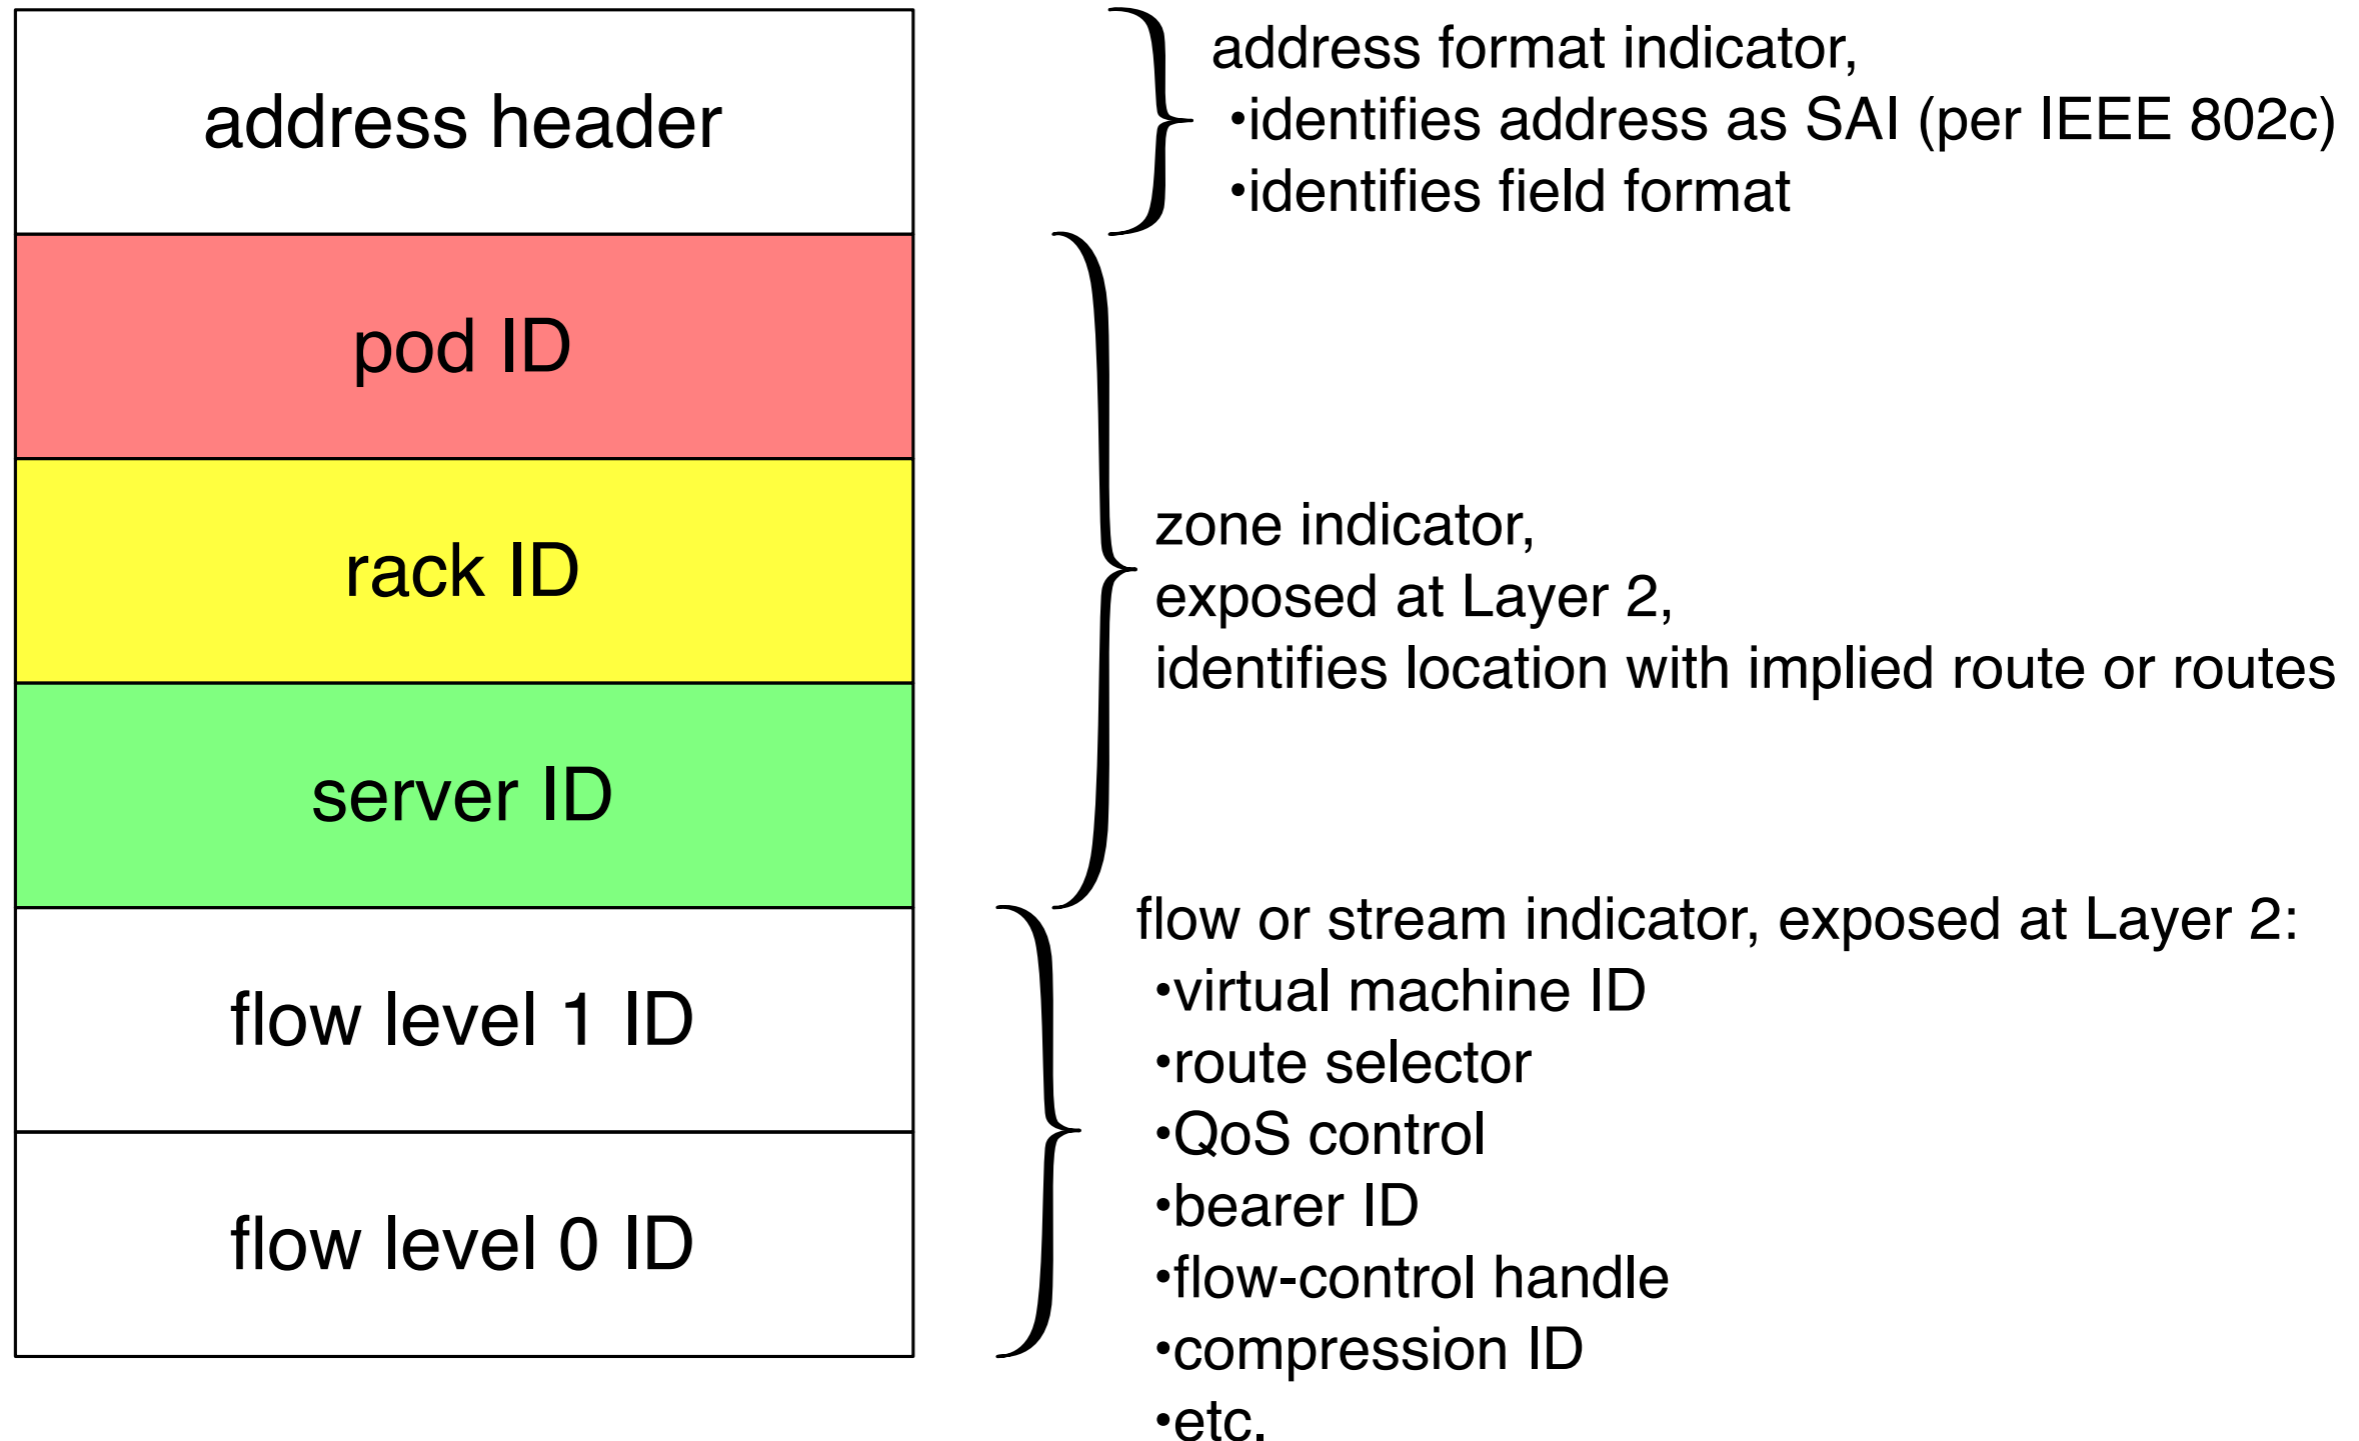 address header
address format indicator,
•identifies address as SAI (per IEEE 802c)
•identifies field format
pod ID
rack ID
server ID
zone indicator,
exposed at Layer 2,
identifies location with implied route or routes
flow level 1 ID
flow level 0 ID
flow or stream indicator, exposed at Layer 2:
•virtual machine ID
•route selector
•QoS control
•bearer ID
•flow-control handle
•compression ID
•etc.